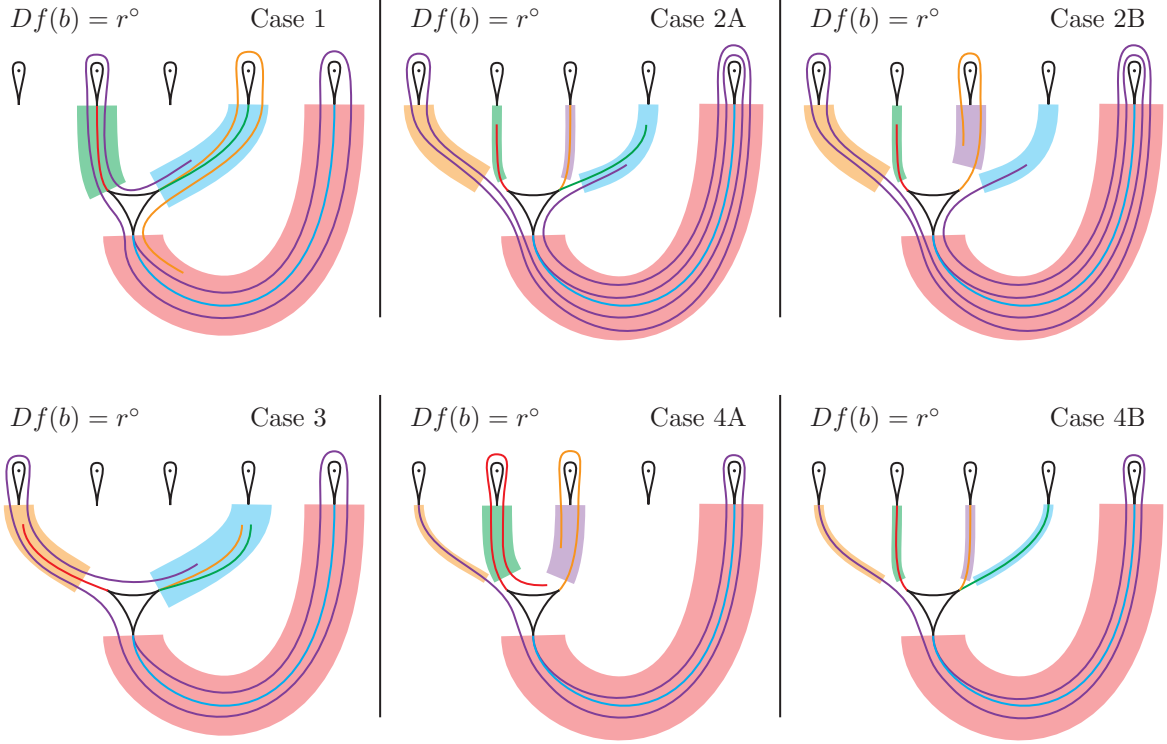 Df(b) = r° Case 1
Df(b) = r° Case 2A
Df(b) = r° Case 2B
Df(b) = r° Case 3
Df(b) = r° Case 4A
Df(b) = r° Case 4B